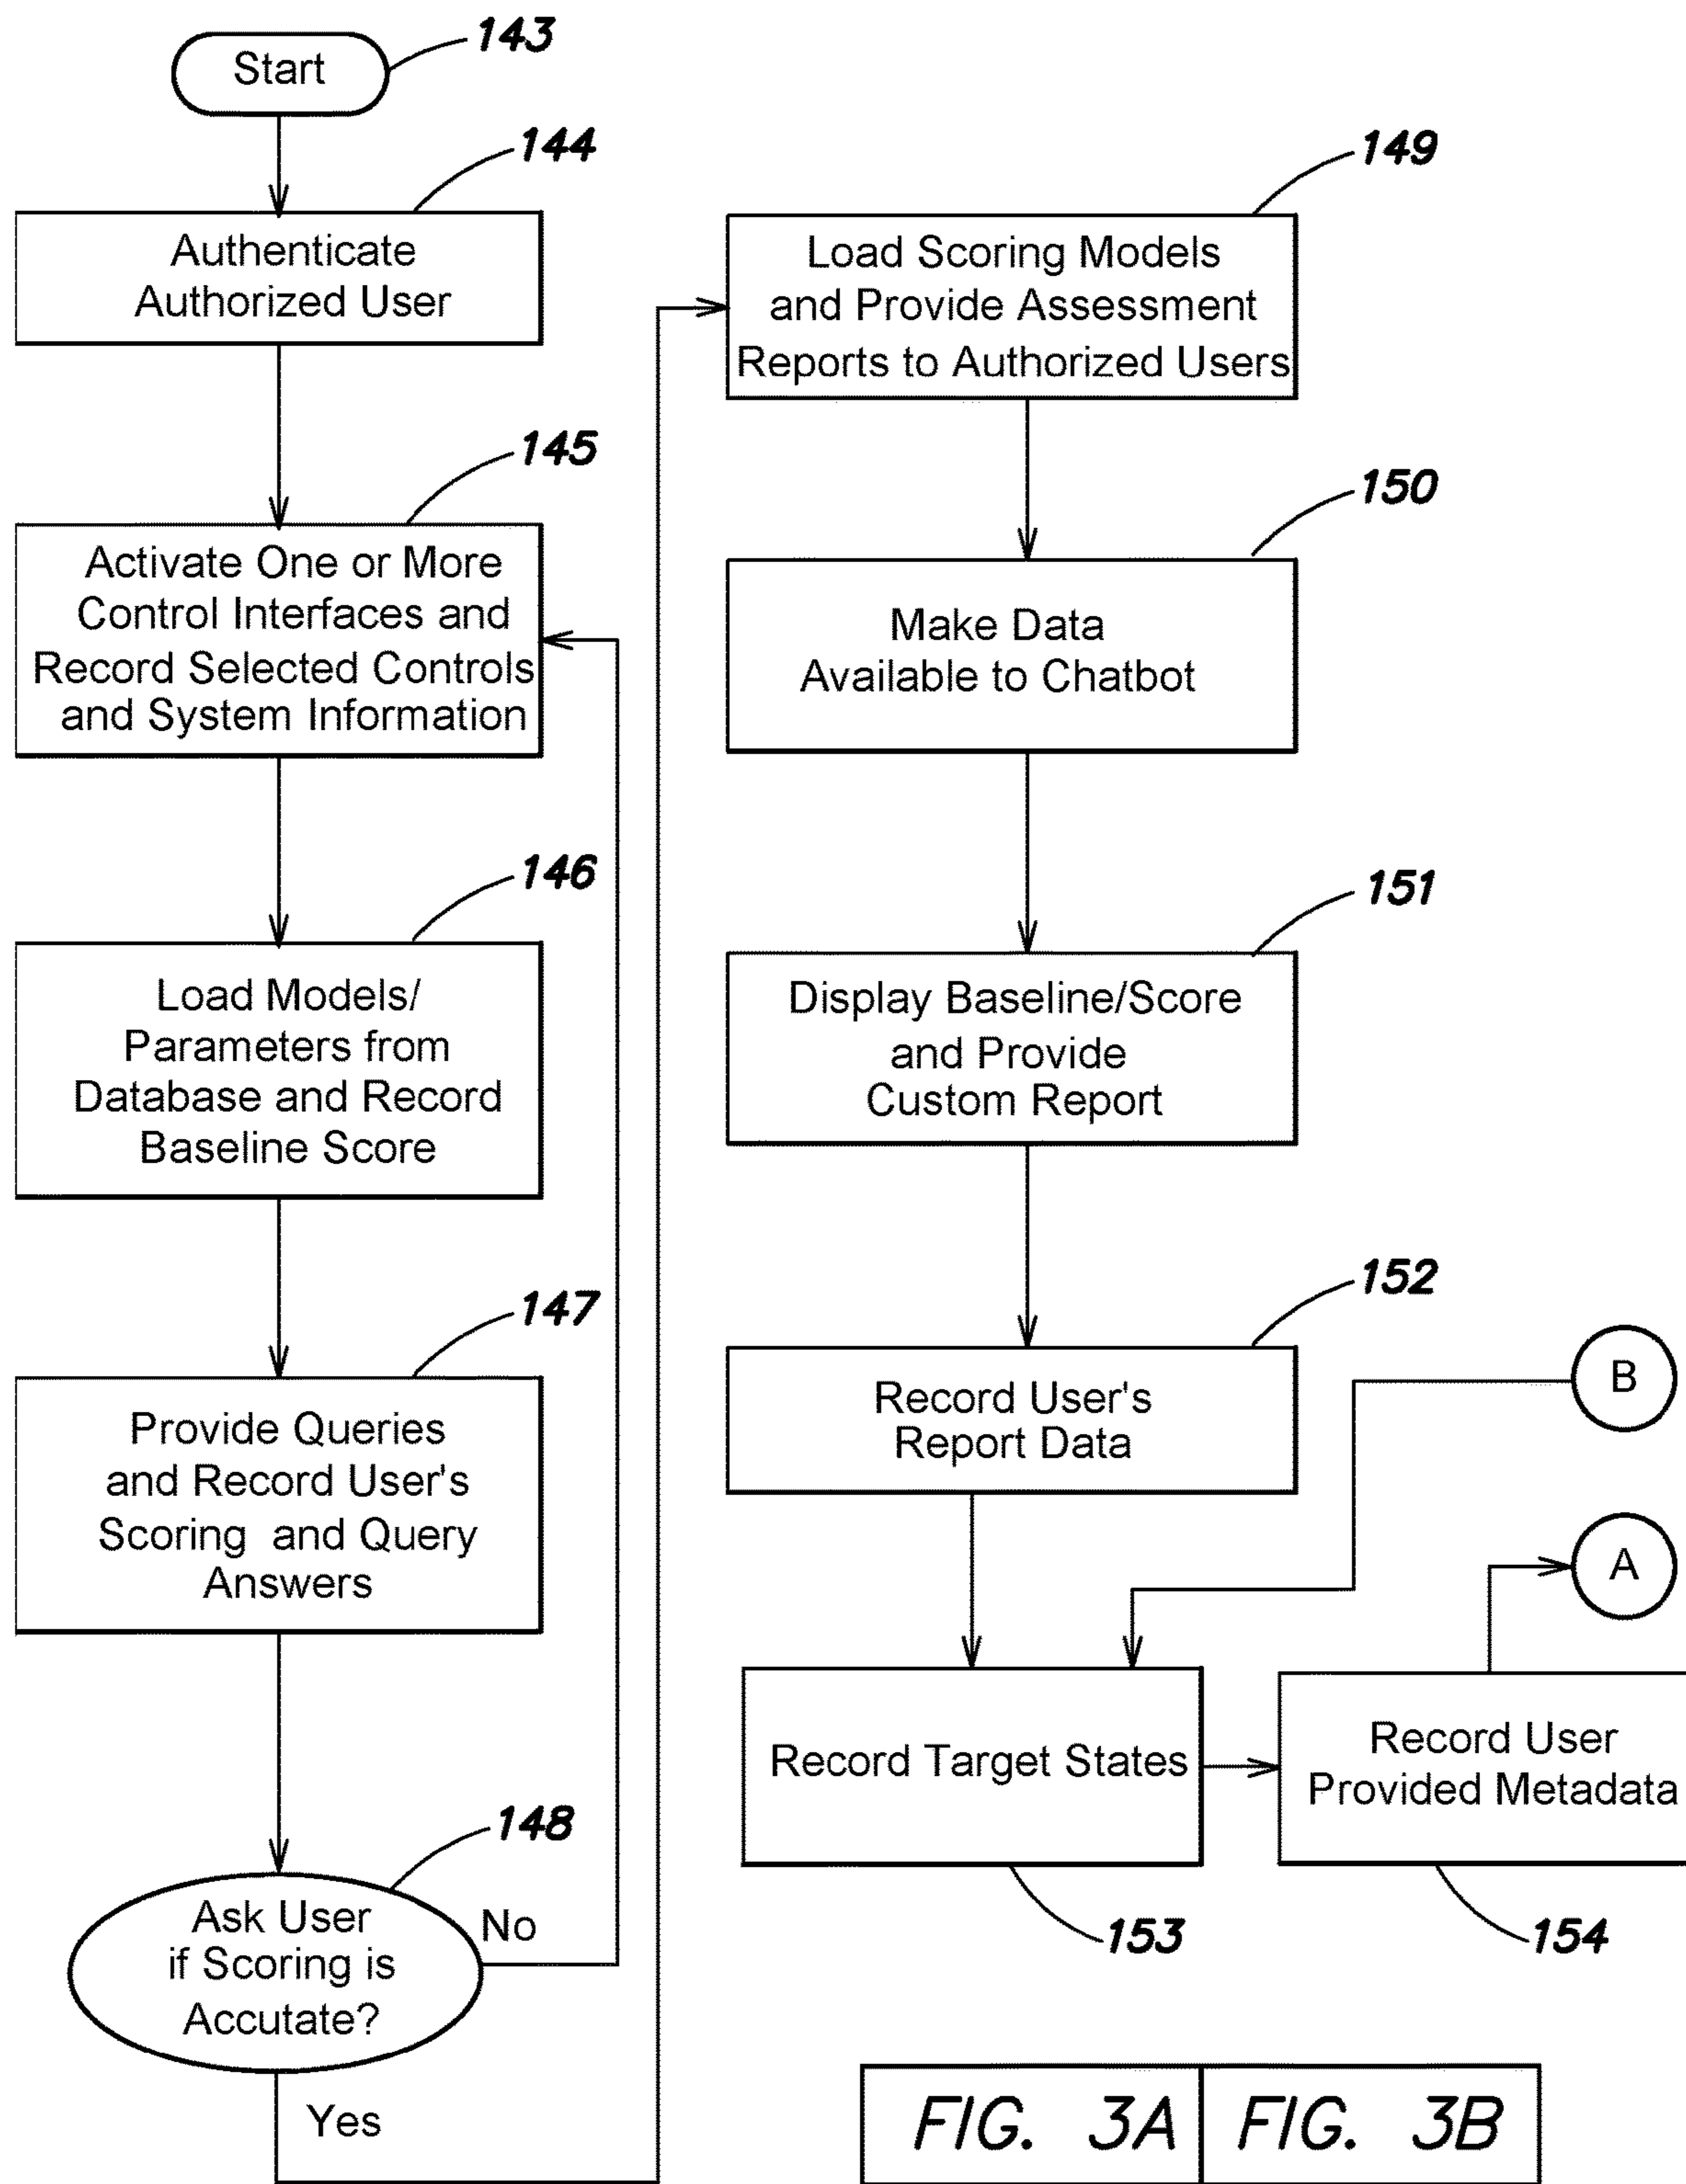 Start
143
144
Authenticate
Authorized User
145
Activate One or More
Control Interfaces and
Record Selected Controls
and System Information
146
Load Models/
Parameters from
Database and Record
Baseline Score
147
Provide Queries
and Record User's
Scoring and Query
Answers
148
Ask User
if Scoring is
Accutate?
No
Yes
149
Load Scoring Models
and Provide Assessment
Reports to Authorized Users
150
Make Data
Available to Chatbot
151
Display Baseline/Score
and Provide
Custom Report
152
Record User's
Report Data
B
A
Record Target States
153
Record User
Provided Metadata
154
FIG. 3A
FIG. 3B